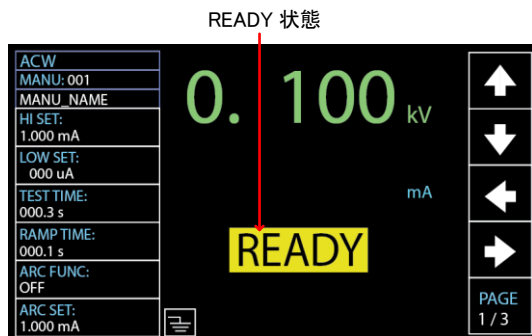 READY 状態
ACW
MANU: 001
MANU_NAME
HI SET:
1.000 mA
LOW SET:
000 uA
TEST TIME:
000.3 s
RAMP TIME:
000.1 s
ARC FUNC:
OFF
ARC SET:
1.000 mA
0. 100 kV
mA
READY
PAGE
1 / 3